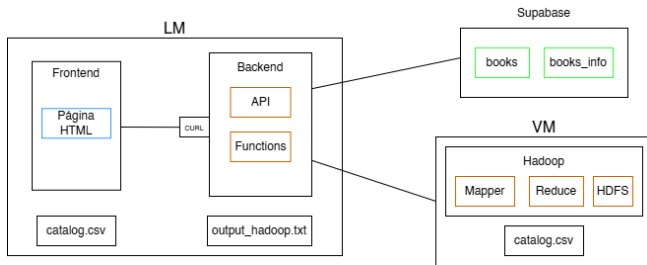 LM
Frontend
Página
HTML
CURL
Backend
API
Functions
catalog.csv
output_hadoop.txt
Supabase
books
books_info
VM
Hadoop
Mapper
Reduce
HDFS
catalog.csv